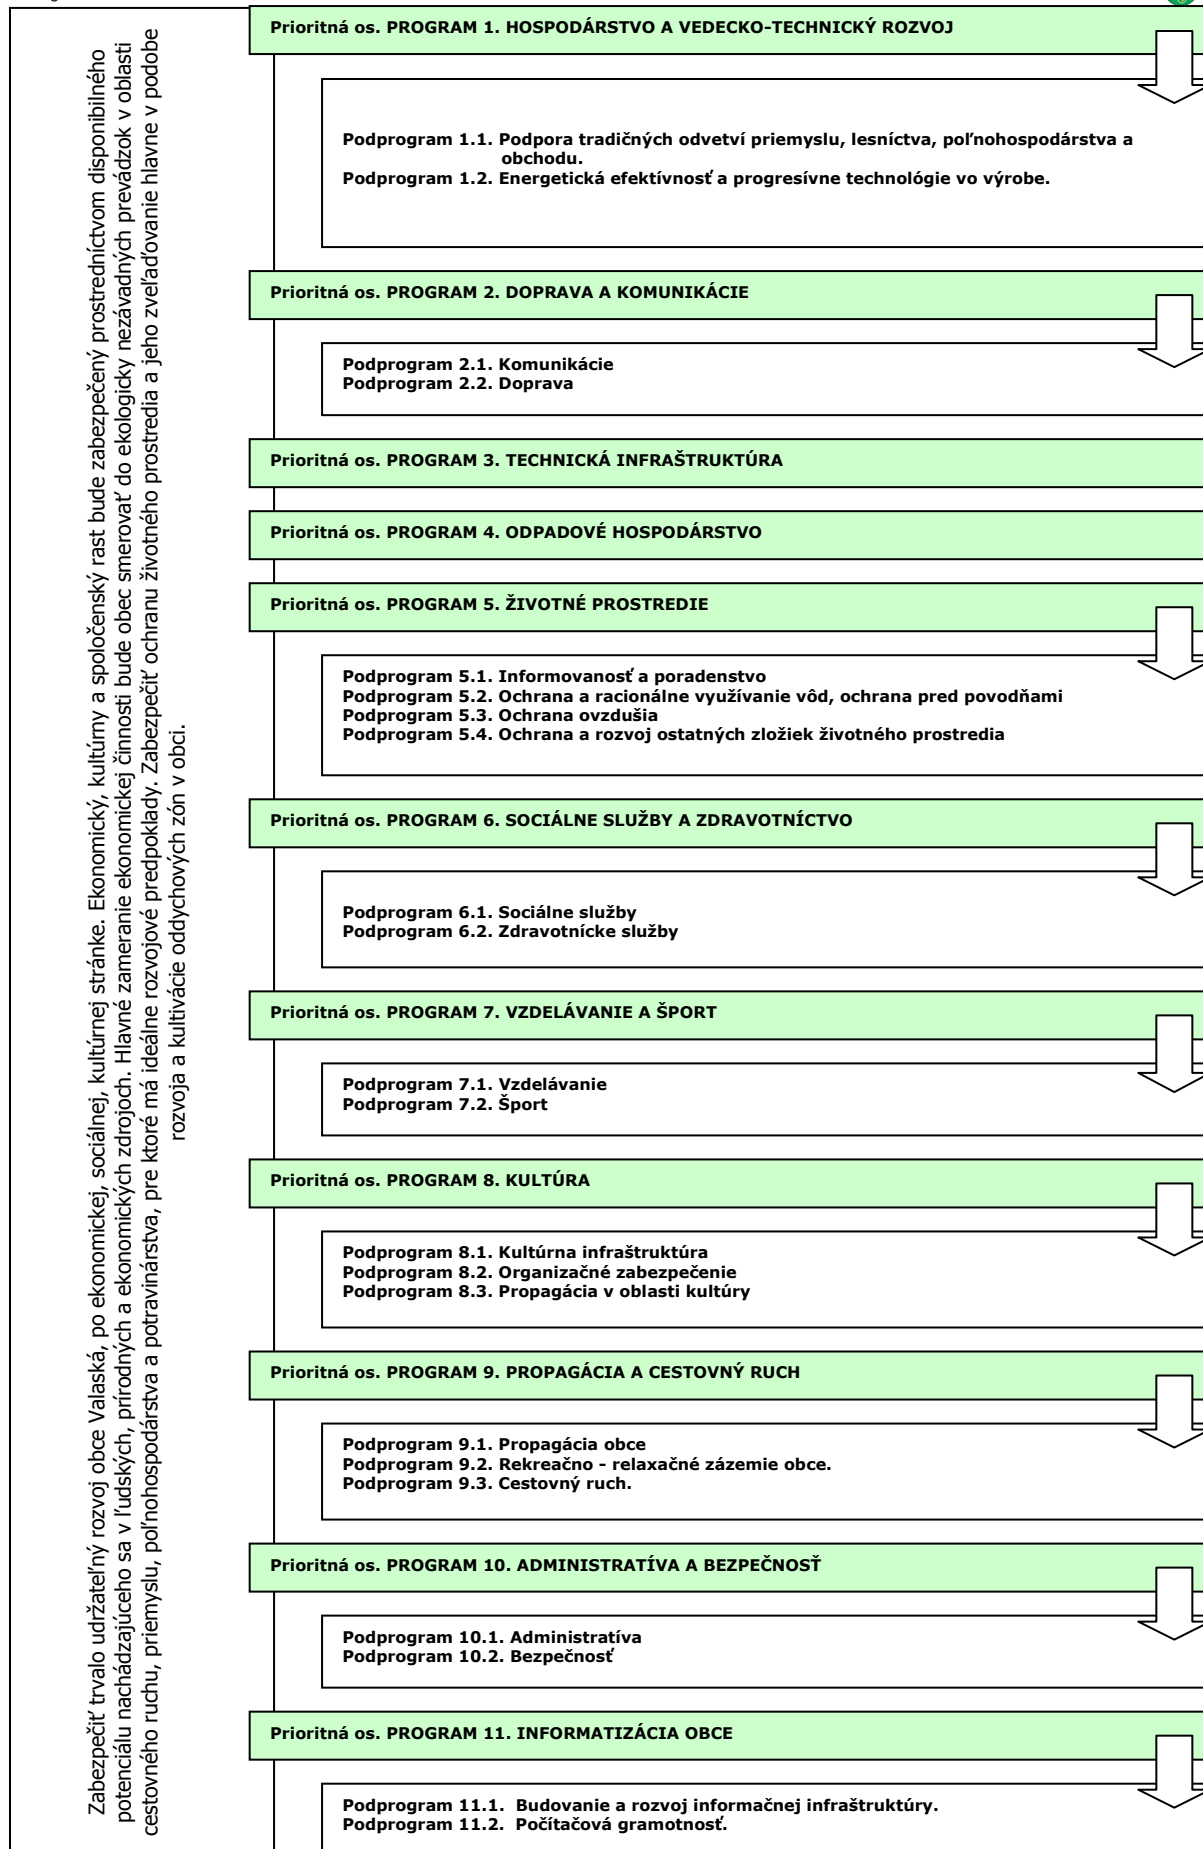 Zabezpečiť trvalo udržateľný rozvoj obce Valaská, po ekonomickej, sociálnej, kultúrnej stránke. Ekonomický, kultúrny a spoločenský rast bude zabezpečený prostredníctvom disponibilného
potenciálu nachádzajúceho sa v ľudských, prírodných a ekonomických zdrojoch. Hlavné zameranie ekonomickej činnosti bude obec smerovať do ekologicky nezávadných prevádzok v oblasti
cestovného ruchu, priemyslu, poľnohospodárstva a potravinárstva, pre ktoré má ideálne rozvojové predpoklady. Zabezpečiť ochranu životného prostredia a jeho zveľaďovanie hlavne v podobe
rozvoja a kultivácie oddychových zón v obci.
Prioritná os. PROGRAM 1. HOSPODÁRSTVO A VEDECKO-TECHNICKÝ ROZVOJ
Podprogram 1.1. Podpora tradičných odvetví priemyslu, lesníctva, poľnohospodárstva a
obchodu.
Podprogram 1.2. Energetická efektívnosť a progresívne technológie vo výrobe.
Prioritná os. PROGRAM 2. DOPRAVA A KOMUNIKÁCIE
Podprogram 2.1. Komunikácie
Podprogram 2.2. Doprava
Prioritná os. PROGRAM 3. TECHNICKÁ INFRAŠTRUKTÚRA
Prioritná os. PROGRAM 4. ODPADOVÉ HOSPODÁRSTVO
Prioritná os. PROGRAM 5. ŽIVOTNÉ PROSTREDIE
Podprogram 5.1. Informovanosť a poradenstvo
Podprogram 5.2. Ochrana a racionálne využívanie vôd, ochrana pred povodňami
Podprogram 5.3. Ochrana ovzdušia
Podprogram 5.4. Ochrana a rozvoj ostatných zložiek životného prostredia
Prioritná os. PROGRAM 6. SOCIÁLNE SLUŽBY A ZDRAVOTNÍCTVO
Podprogram 6.1. Sociálne služby
Podprogram 6.2. Zdravotnícke služby
Prioritná os. PROGRAM 7. VZDELÁVANIE A ŠPORT
Podprogram 7.1. Vzdelávanie
Podprogram 7.2. Šport
Prioritná os. PROGRAM 8. KULTÚRA
Podprogram 8.1. Kultúrna infraštruktúra
Podprogram 8.2. Organizačné zabezpečenie
Podprogram 8.3. Propagácia v oblasti kultúry
Prioritná os. PROGRAM 9. PROPAGÁCIA A CESTOVNÝ RUCH
Podprogram 9.1. Propagácia obce
Podprogram 9.2. Rekreačno - relaxačné zázemie obce.
Podprogram 9.3. Cestovný ruch.
Prioritná os. PROGRAM 10. ADMINISTRATÍVA A BEZPEČNOSŤ
Podprogram 10.1. Administratíva
Podprogram 10.2. Bezpečnosť
Prioritná os. PROGRAM 11. INFORMATIZÁCIA OBCE
Podprogram 11.1. Budovanie a rozvoj informačnej infraštruktúry.
Podprogram 11.2. Počítačová gramotnosť.